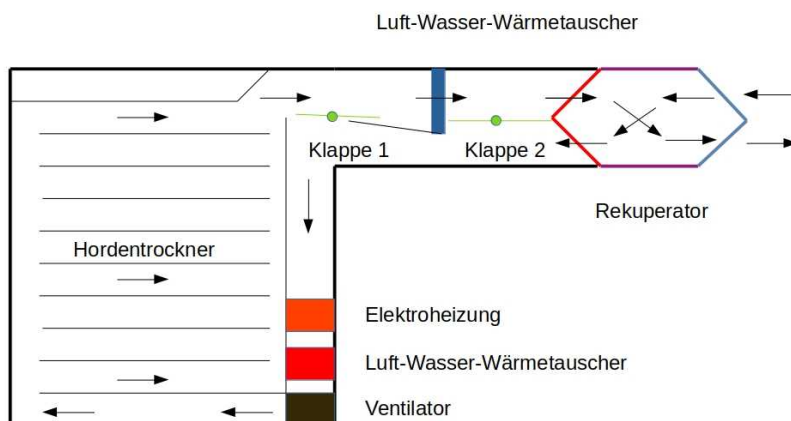 Luft-Wasser-Wärmetauscher
Klappe 1
Klappe 2
Rekuperator
Hordentrockner
Elektroheizung
Luft-Wasser-Wärmetauscher
Ventilator